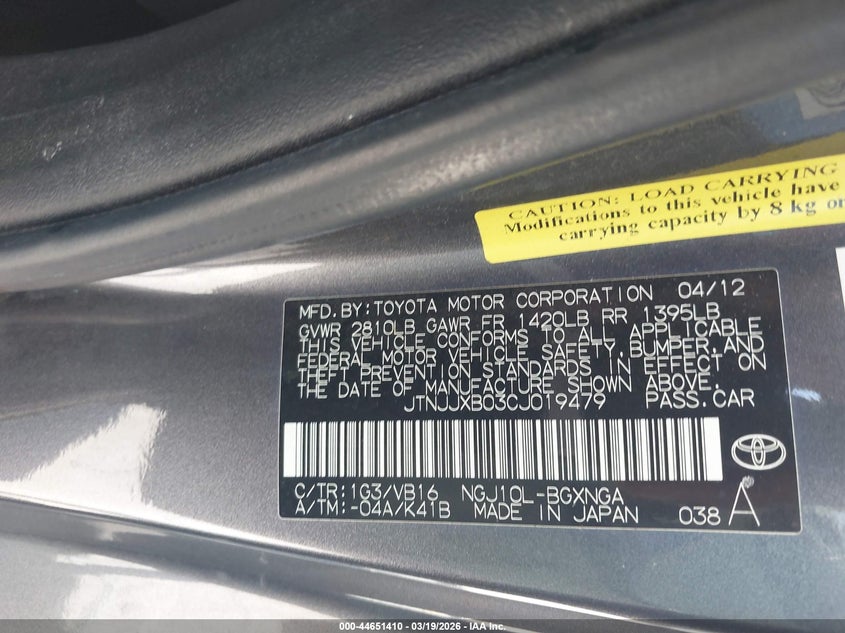 CAUTION: LOAD CARRYING
Modifications to this vehicle have
carrying capacity by 8 kg or
MFD.BY:TOYOTA MOTOR CORPORATION 04/12
GVWR 2810LB GAWR FR 1420LB RR 1395LB
THIS VEHICLE CONFORMS TO ALL APPLICABLE
FEDERAL MOTOR VEHICLE SAFETY,BUMPER,AND
THEFT PREVENTION STANDARDS IN EFFECT ON
THE DATE OF MANUFACTURE SHOWN ABOVE.
JTNJJXB03CJ019479 PASS.CAR
C/TR:1G3/VB16 NGJ10L-BGXNGA
A/TM:-04A/K41B MADE IN JAPAN 038 A
000-44651410 - 03/19/2026 - IAA Inc.